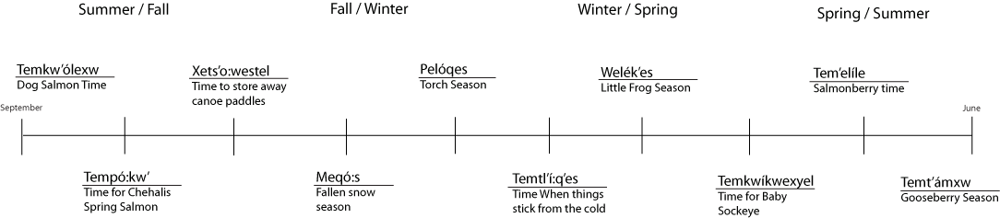 Summer / Fall
Fall / Winter
Winter / Spring
Spring / Summer
Temkw'ólexw
Dog Salmon Time
Xets'o:westel
Time to store away
canoe paddles
Pelóqes
Torch Season
Welék'es
Little Frog Season
Tem'elíle
Salmonberry time
September
June
Tempó:kw'
Time for Chehalis
Spring Salmon
Meqó:s
Fallen snow
season
Temtl'í:q'es
Time When things
stick from the cold
Temkwíkwexyel
Time for Baby
Sockeye
Temt'ámxw
Gooseberry Season